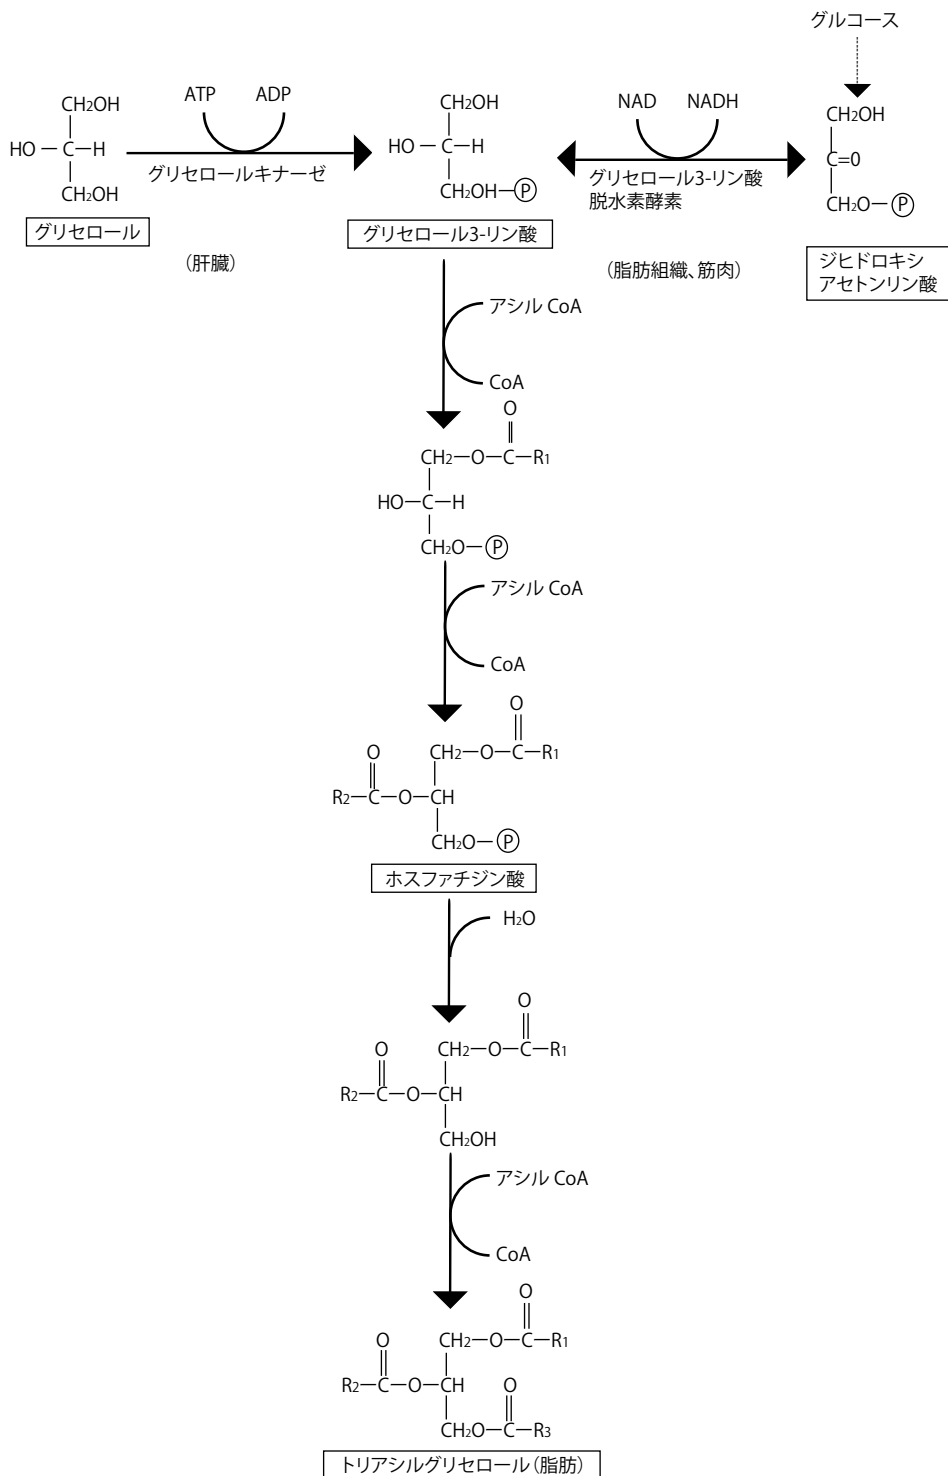 グルコース
ATP ADP
NAD NADH
CH2OH
HO－C－H
CH2OH
グリセロールキナーゼ
グリセロール
(肝臓)
CH2OH
HO－C－H
CH2OH－Ⓟ
グリセロール3-リン酸
グリセロール3-リン酸
脱水素酵素
(脂肪組織、筋肉)
CH2OH
C=0
CH2O－Ⓟ
ジヒドロキシ
アセトンリン酸
アシル CoA
CoA
O
CH2－O－C－R1
HO－C－H
CH2O－Ⓟ
アシル CoA
CoA
O
CH2－O－C－R1
O
R2－C－O－CH
CH2O－Ⓟ
ホスファチジン酸
H2O
O
CH2－O－C－R1
O
R2－C－O－CH
CH2OH
アシル CoA
CoA
O
CH2－O－C－R1
O
R2－C－O－CH
O
CH2O－C－R3
トリアシルグリセロール（脂肪）